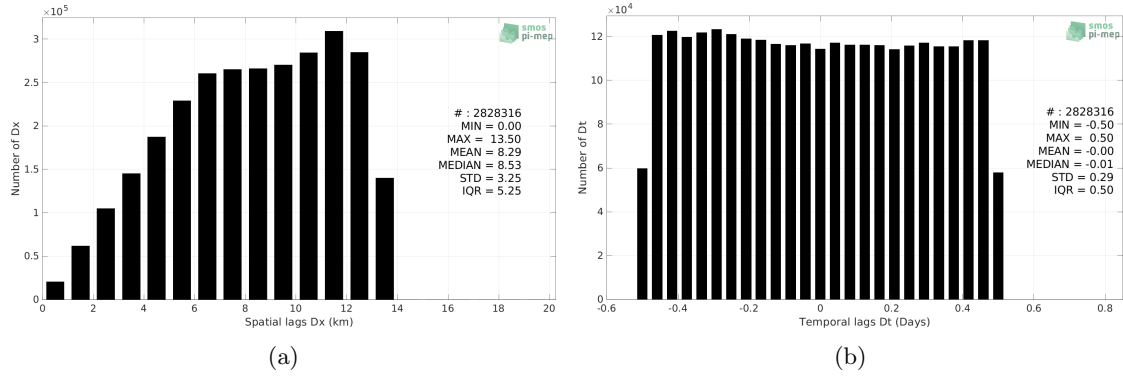 ×10⁵
3
2.5
2
1.5
1
0.5
0
Number of Dx
0 2 4 6 8 10 12 14 16 18 20
Spatial lags Dx (km)
smos
pi-mep
# : 2828316
MIN = 0.00
MAX = 13.50
MEAN = 8.29
MEDIAN = 8.53
STD = 3.25
IQR = 5.25
(a)
×10⁴
12
10
8
6
4
2
0
Number of Dt
-0.6 -0.4 -0.2 0 0.2 0.4 0.6 0.8
Temporal lags Dt (Days)
smos
pi-mep
# : 2828316
MIN = -0.50
MAX = 0.50
MEAN = -0.00
MEDIAN = -0.01
STD = 0.29
IQR = 0.50
(b)